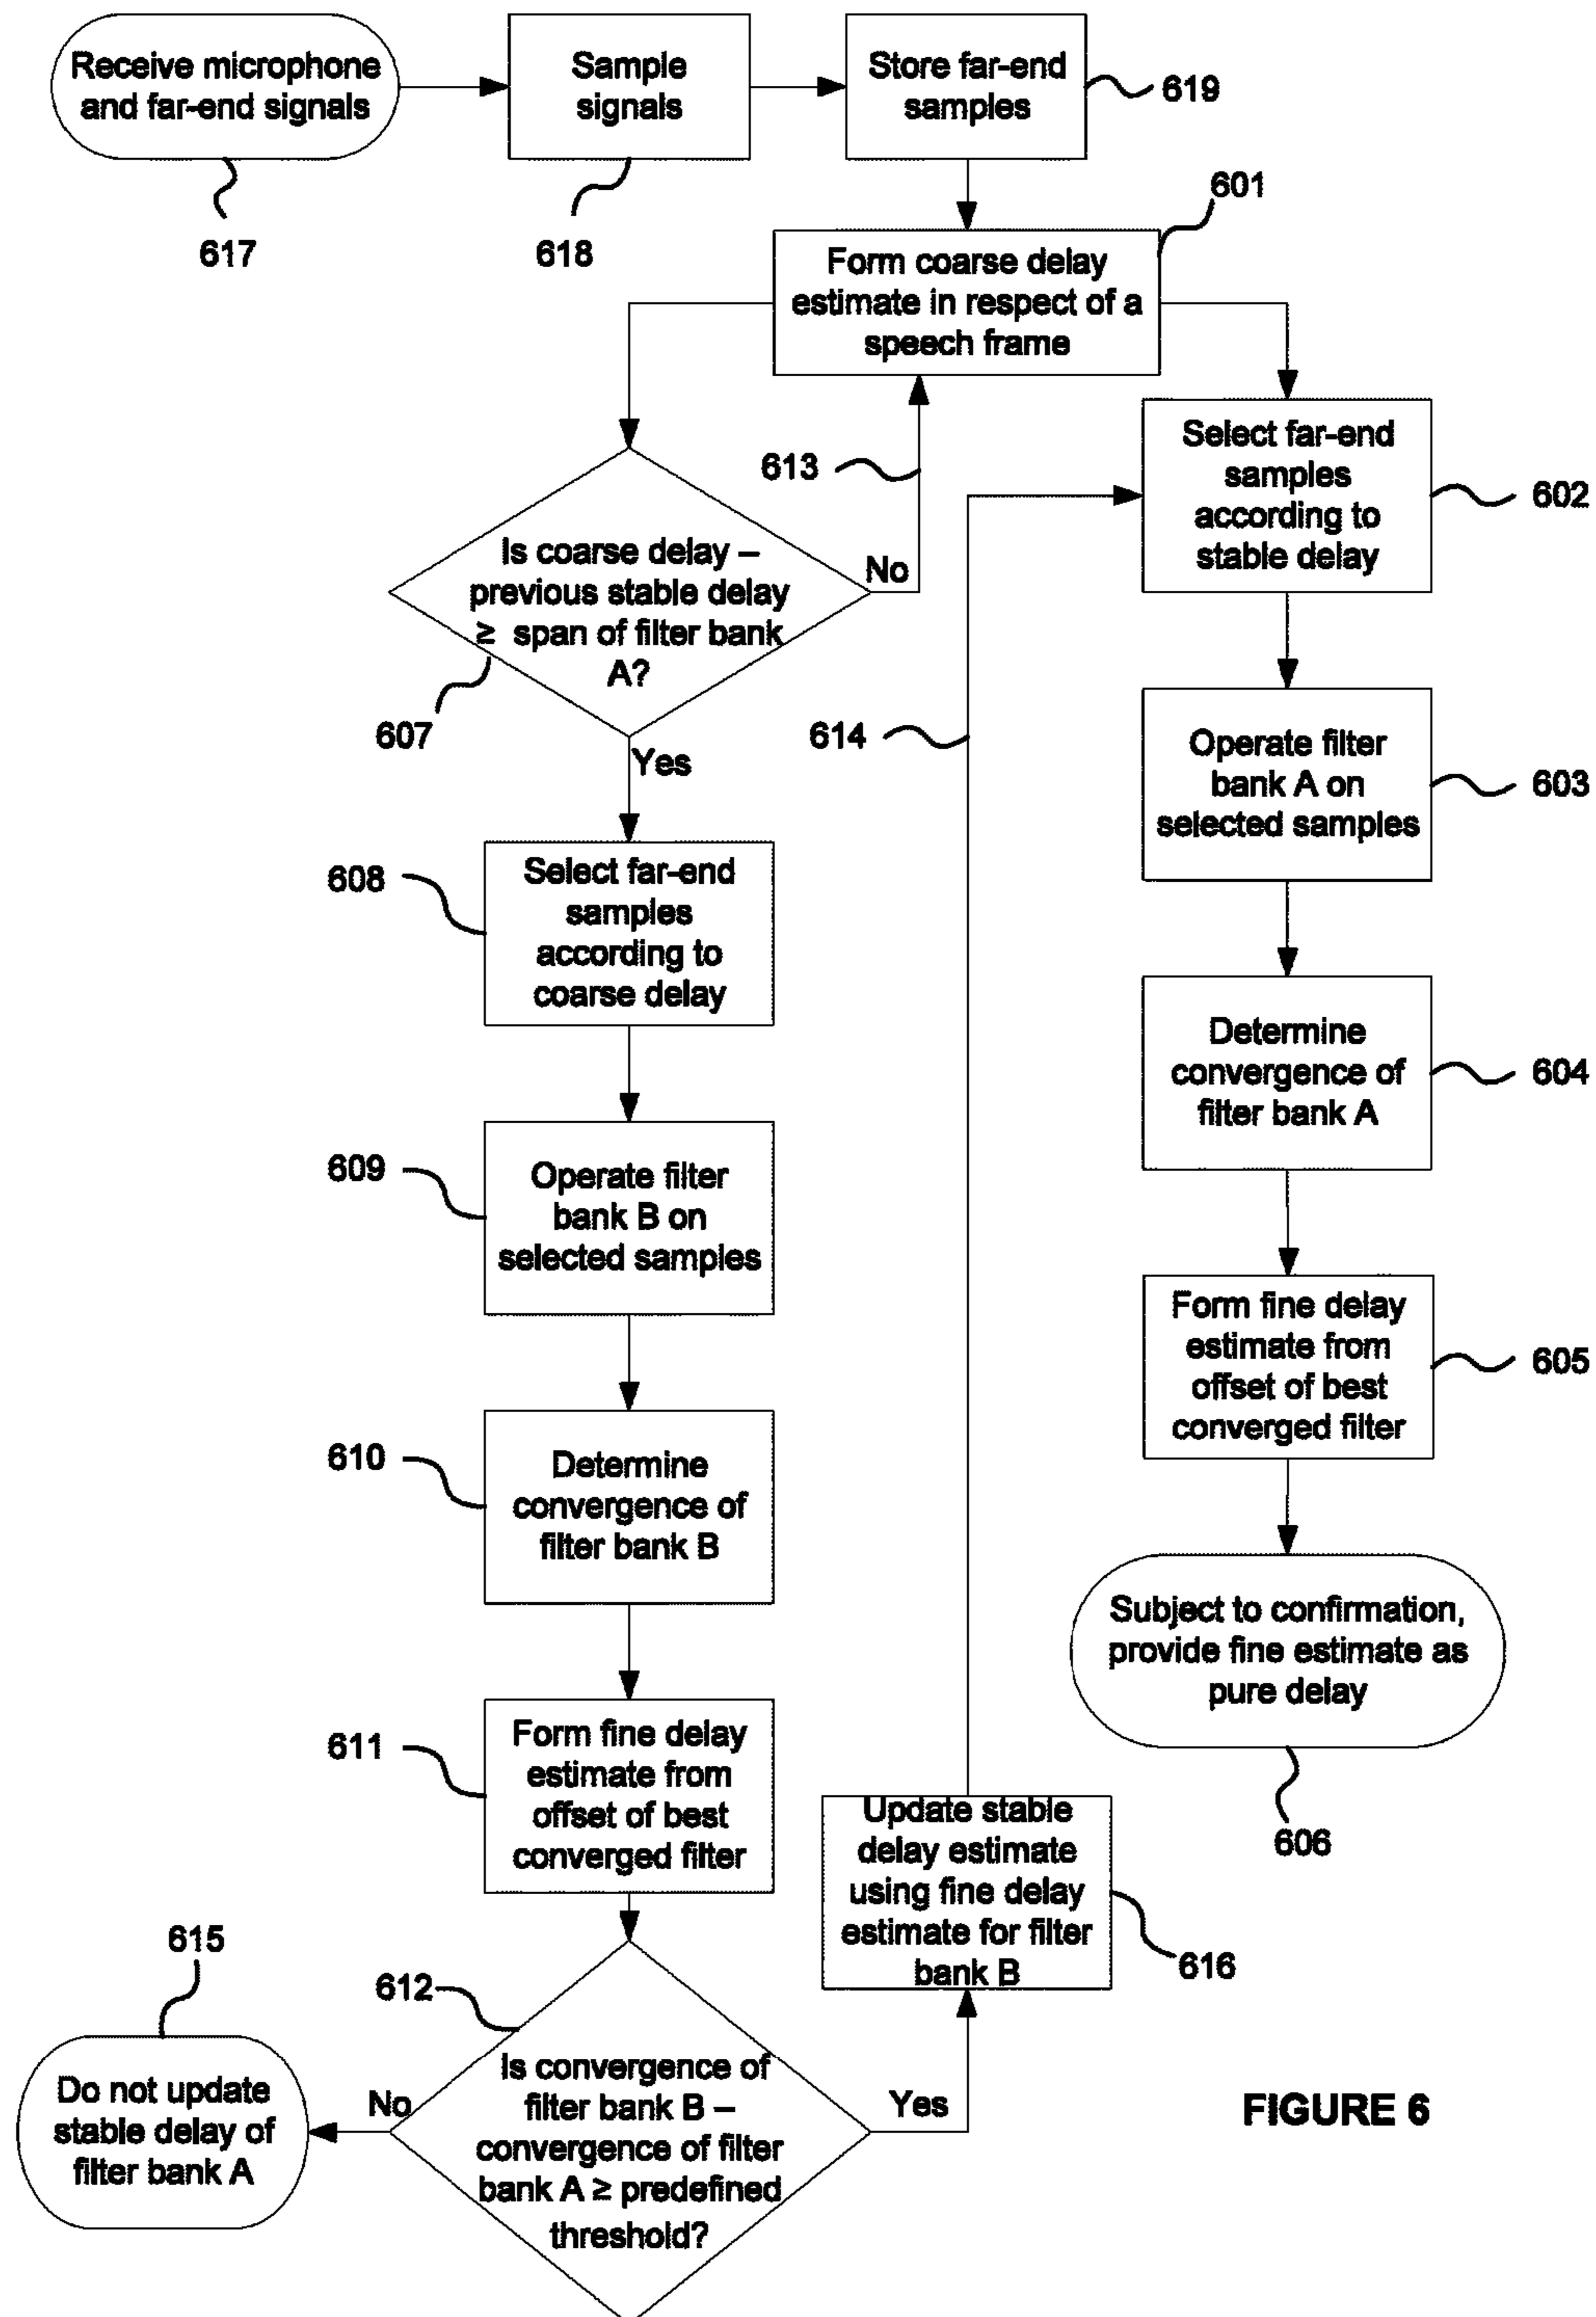 Receive microphone
and far-end signals
Sample
signals
Store far-end
samples
619
617
618
601
Form coarse delay
estimate in respect of a
speech frame
613
Select far-end
samples
according to
stable delay
602
Is coarse delay –
previous stable delay
≥ span of filter bank
A?
No
607
Yes
614
Operate filter
bank A on
selected samples
603
608
Select far-end
samples
according to
coarse delay
Determine
convergence of
filter bank A
604
609
Operate filter
bank B on
selected samples
Form fine delay
estimate from
offset of best
converged filter
605
610
Determine
convergence of
filter bank B
Subject to confirmation,
provide fine estimate as
pure delay
606
611
Form fine delay
estimate from
offset of best
converged filter
Update stable
delay estimate
using fine delay
estimate for filter
bank B
616
615
612
Do not update
stable delay of
filter bank A
No
Is convergence of
filter bank B –
convergence of filter
bank A ≥ predefined
threshold?
Yes
FIGURE 6